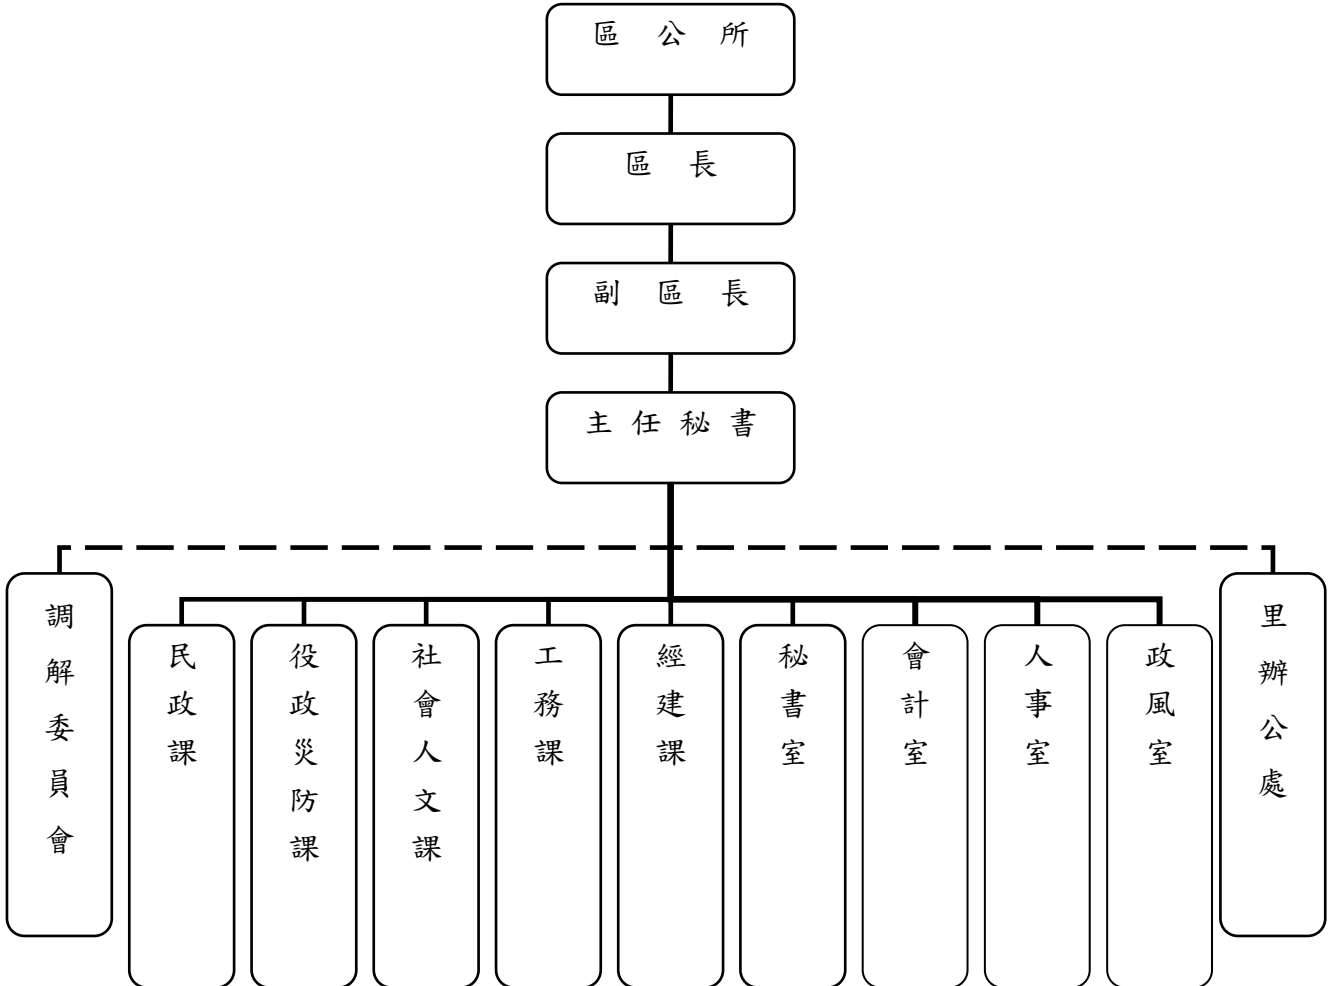 區公所
區長
副區長
主任秘書
調解委員會
民政課
役政災防課
社會人文課
工務課
經建課
秘書室
會計室
人事室
政風室
里辦公處